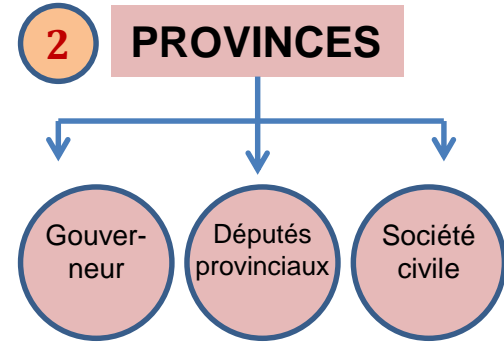 2
PROVINCES
Gouver-
neur
Députés
provinciaux
Société
civile